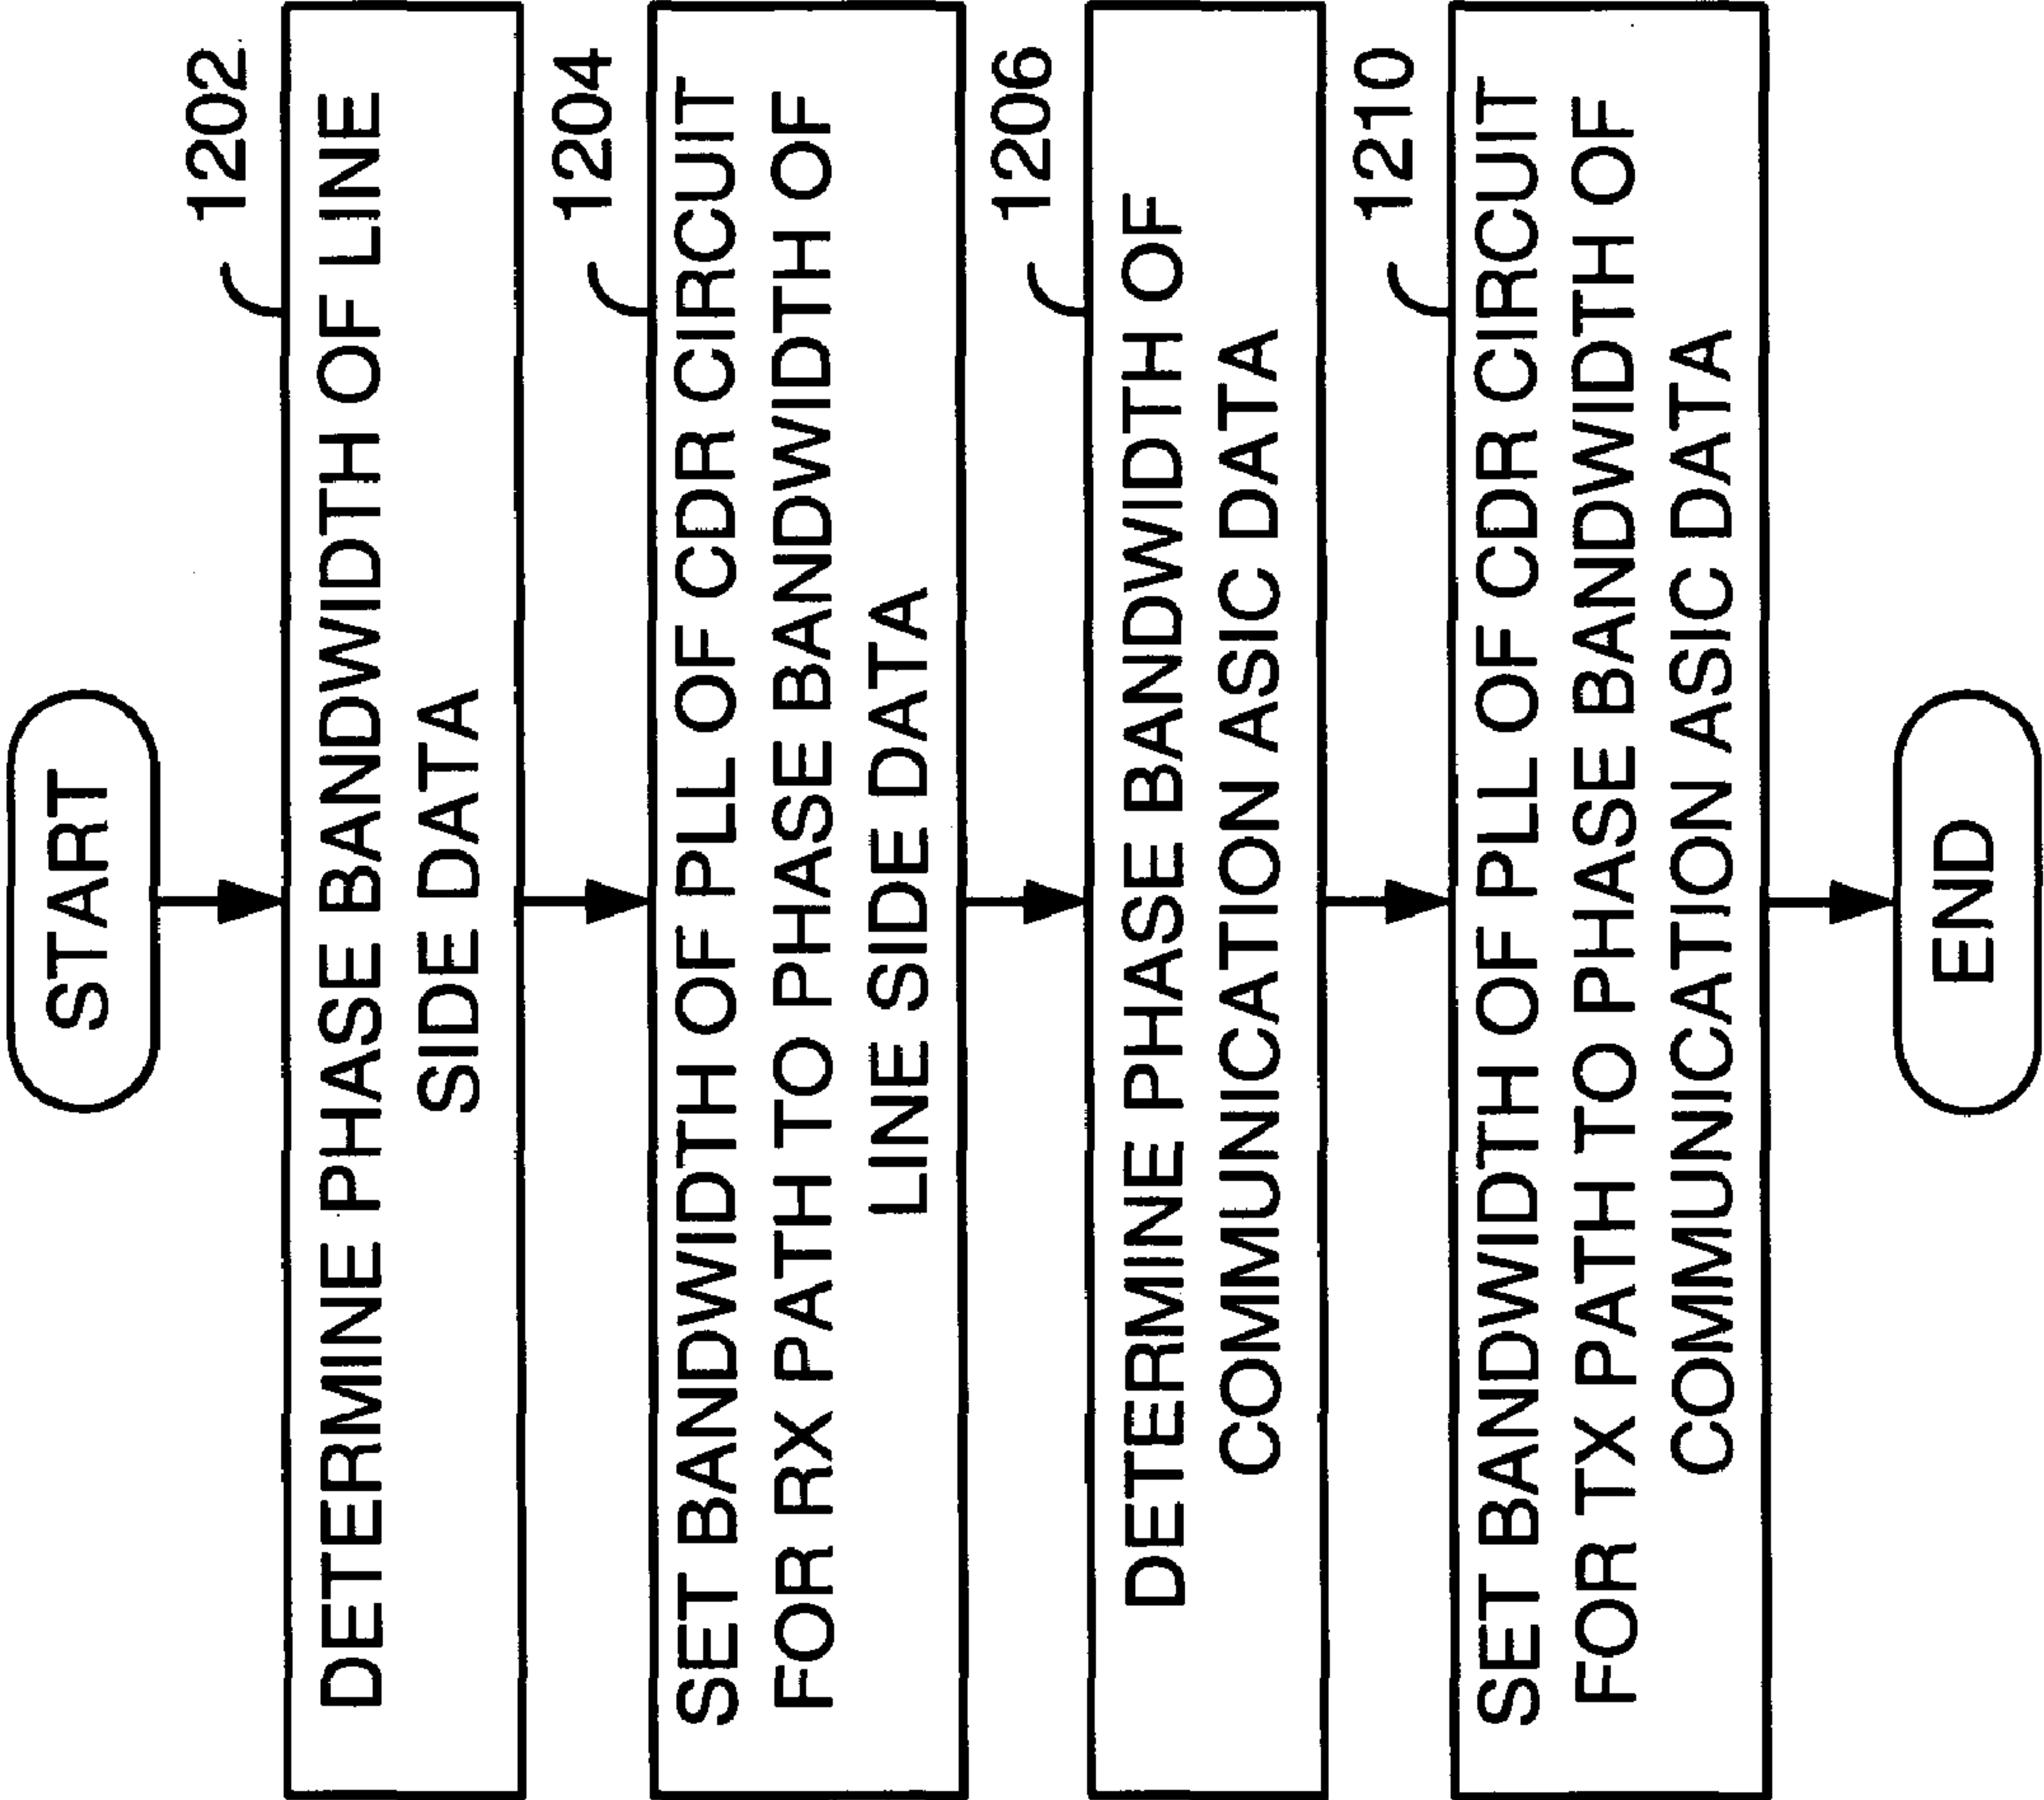 START
1202
DETERMINE PHASE BANDWIDTH OF LINE
SIDE DATA
1204
SET BANDWIDTH OF PLL OF CDR CIRCUIT
FOR RX PATH TO PHASE BANDWIDTH OF
LINE SIDE DATA
1206
DETERMINE PHASE BANDWIDTH OF
COMMUNICATION ASIC DATA
1210
SET BANDWIDTH OF PLL OF CDR CIRCUIT
FOR TX PATH TO PHASE BANDWIDTH OF
COMMUNICATION ASIC DATA
END